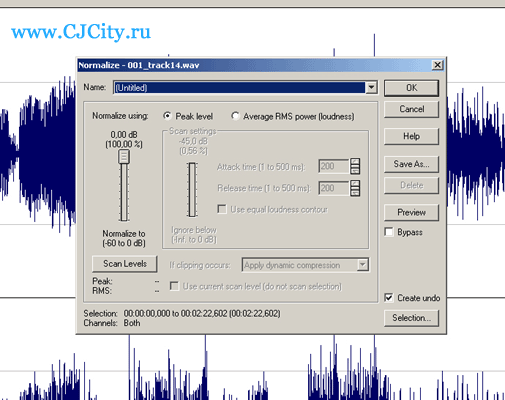 www.CJCity.ru
Normalize - 001_track14.wav
Name: (Untitled)
OK
Normalize using: Peak level Average RMS power (loudness)
Cancel
0,00 dB
(100,00 %)
Scan settings
-45,0 dB
(0,56 %)
Help
Attack time (1 to 500 ms): 200
Save As...
Release time (1 to 500 ms): 200
Delete
Use equal loudness contour
Preview
Normalize to
(-60 to 0 dB)
Ignore below
(-Inf. to 0 dB)
Bypass
Scan Levels
If clipping occurs: Apply dynamic compression
Peak: --
RMS: --
Use current scan level (do not scan selection)
Create undo
Selection: 00:00:00,000 to 00:02:22,602 (00:02:22,602)
Channels: Both
Selection...